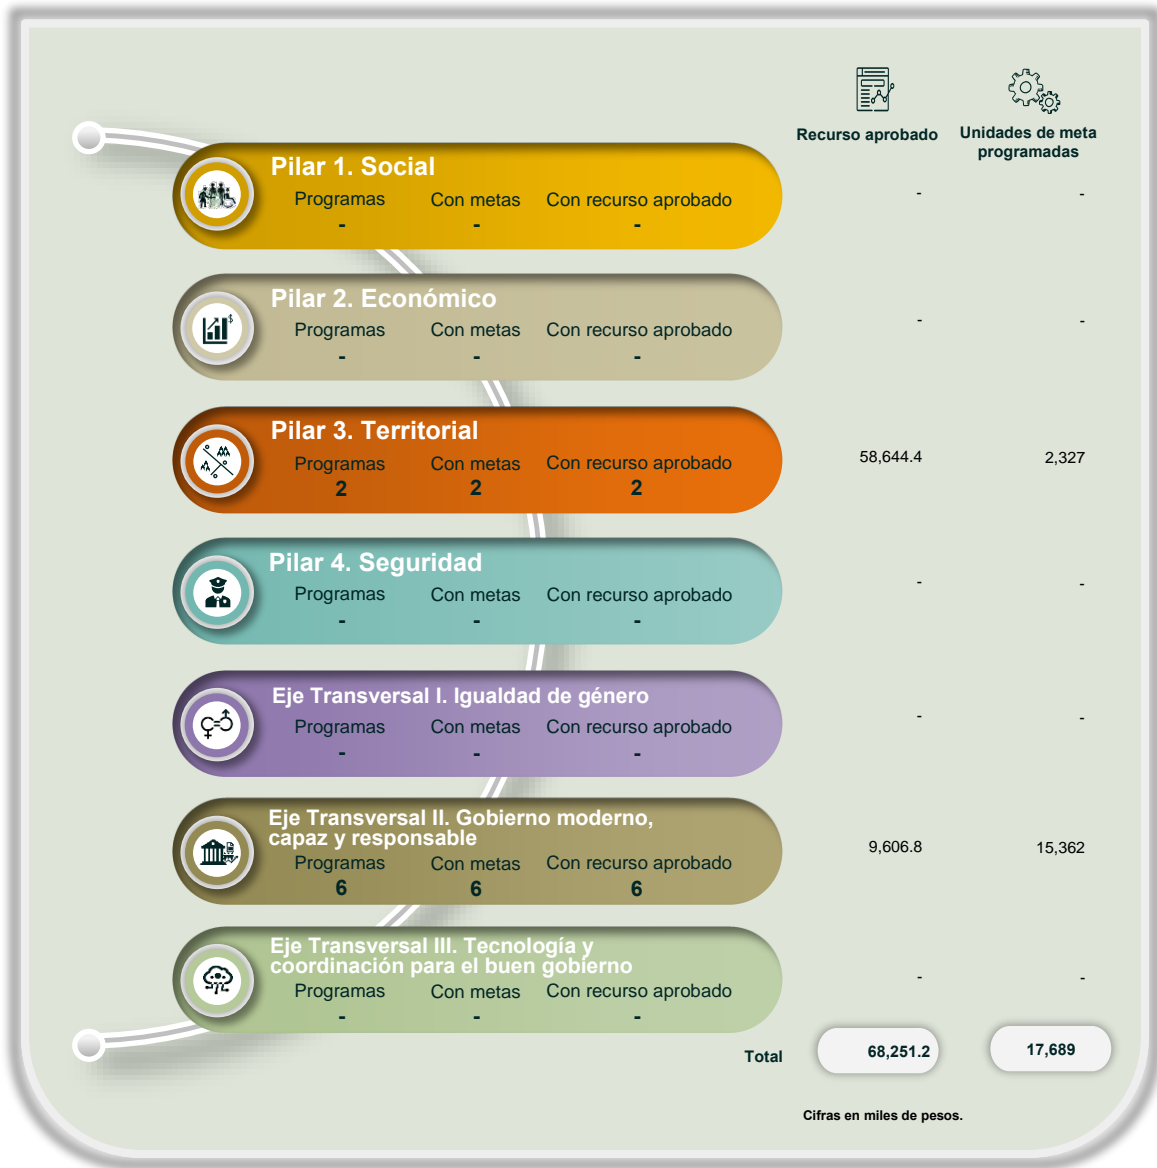 Recurso aprobado
Unidades de meta
programadas
Pilar 1. Social
Programas Con metas Con recurso aprobado
- - -
- -
Pilar 2. Económico
Programas Con metas Con recurso aprobado
- - -
- -
Pilar 3. Territorial
Programas Con metas Con recurso aprobado
2 2 2
58,644.4 2,327
Pilar 4. Seguridad
Programas Con metas Con recurso aprobado
- - -
- -
Eje Transversal I. Igualdad de género
Programas Con metas Con recurso aprobado
- - -
- -
Eje Transversal II. Gobierno moderno,
capaz y responsable
Programas Con metas Con recurso aprobado
6 6 6
9,606.8 15,362
Eje Transversal III. Tecnología y
coordinación para el buen gobierno
Programas Con metas Con recurso aprobado
- - -
- -
Total 68,251.2 17,689
Cifras en miles de pesos.